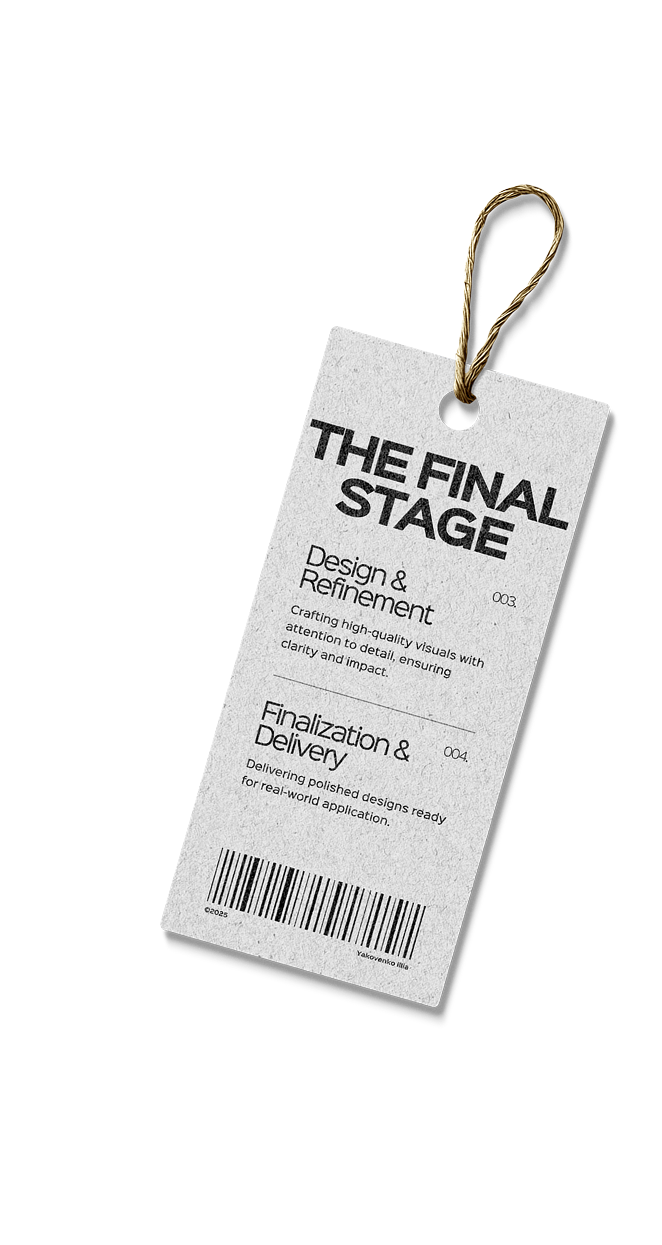 THE FINAL
STAGE
Design &
Refinement
003.
Crafting high-quality visuals with
attention to detail, ensuring
clarity and impact.
Finalization &
Delivery
004.
Delivering polished designs ready
for real-world application.
©2025
Yakovenko Illia